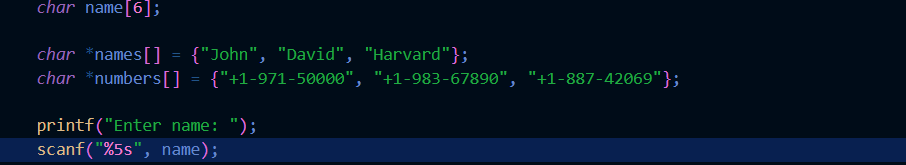 char name[6];
char *names[] = {"John", "David", "Harvard"};
char *numbers[] = {"+1-971-50000", "+1-983-67890", "+1-887-42069"};
printf("Enter name: ");
scanf("%5s", name);